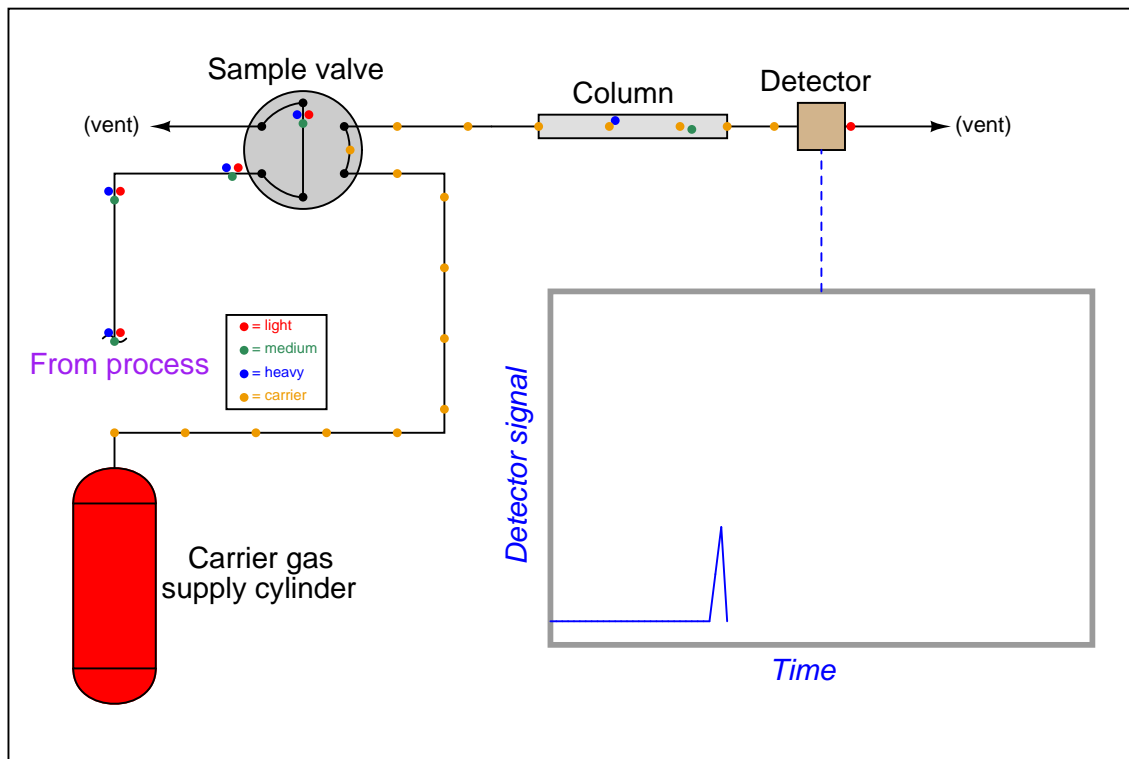 Sample valve
Column
Detector
(vent)
(vent)
From process
= light
= medium
= heavy
= carrier
Detector signal
Carrier gas
supply cylinder
Time